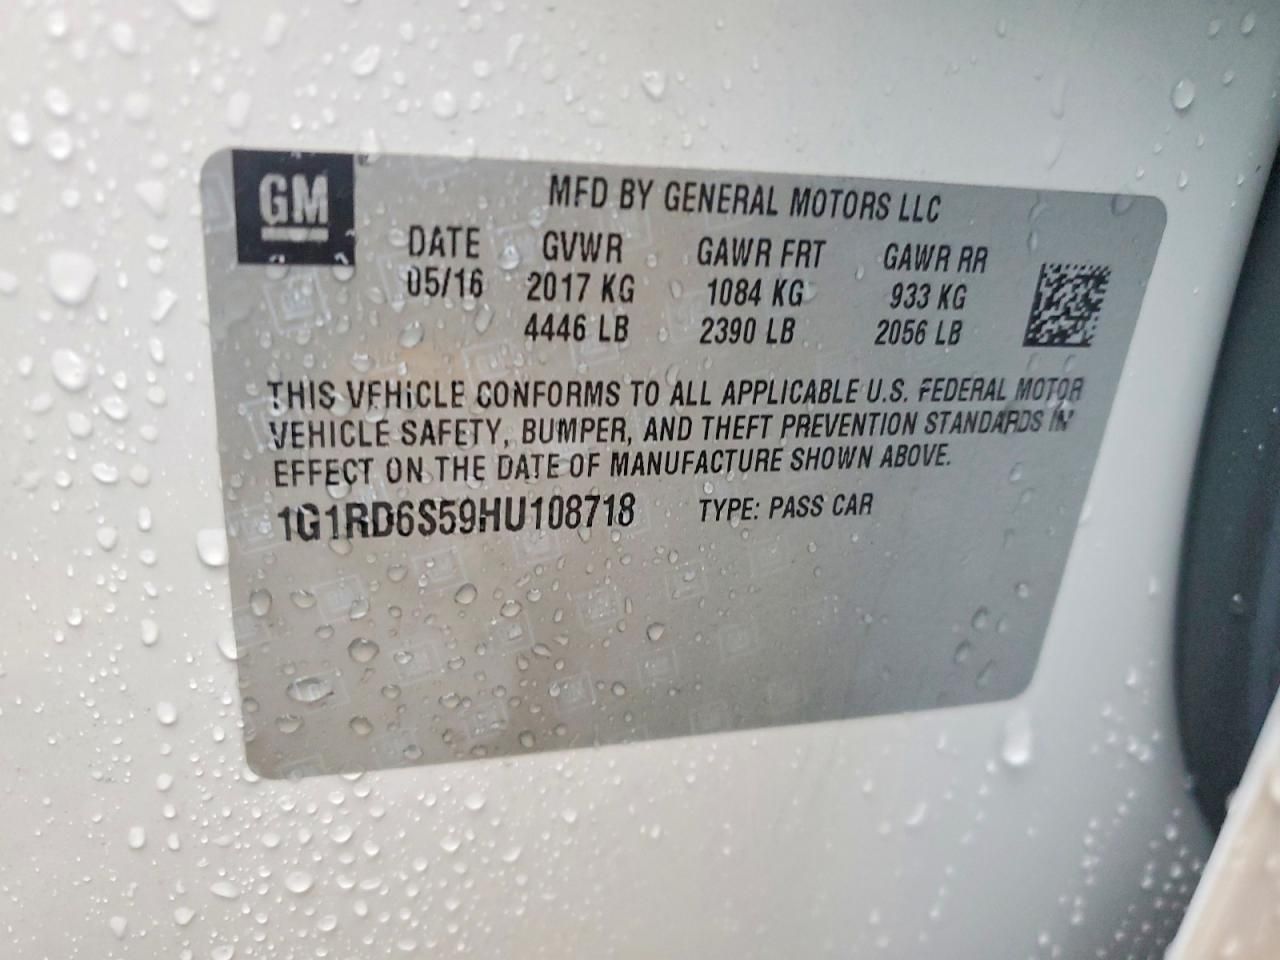 GM
MFD BY GENERAL MOTORS LLC
DATE GVWR GAWR FRT GAWR RR
05/16 2017 KG 1084 KG 933 KG
4446 LB 2390 LB 2056 LB
THIS VEHICLE CONFORMS TO ALL APPLICABLE U.S. FEDERAL MOTOR
VEHICLE SAFETY, BUMPER, AND THEFT PREVENTION STANDARDS IN
EFFECT ON THE DATE OF MANUFACTURE SHOWN ABOVE.
1G1RD6S59HU108718 TYPE: PASS CAR